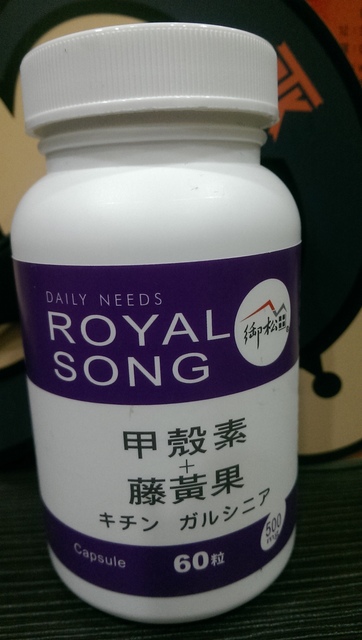 DAILY NEEDS
ROYAL
SONG
御松田
甲殼素
+
藤黃果
キチン ガルシニア
500
Capsule
60粒